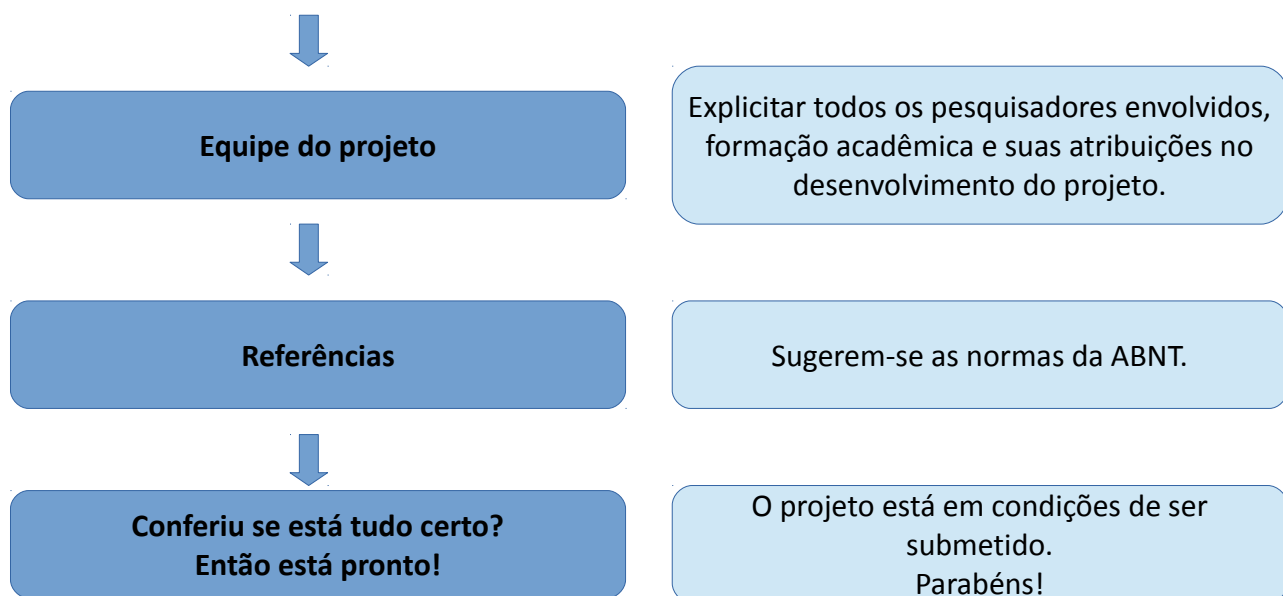 Equipe do projeto
Explicitar todos os pesquisadores envolvidos,
formação acadêmica e suas atribuições no
desenvolvimento do projeto.
Referências
Sugerem-se as normas da ABNT.
Conferiu se está tudo certo?
Então está pronto!
O projeto está em condições de ser
submetido.
Parabéns!